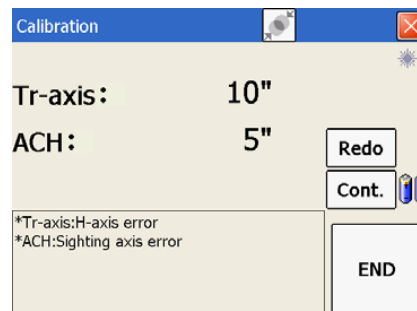 Calibration
Tr-axis: 10"
ACH: 5"
Redo
Cont.
*Tr-axis:H-axis error
*ACH:Sighting axis error
END